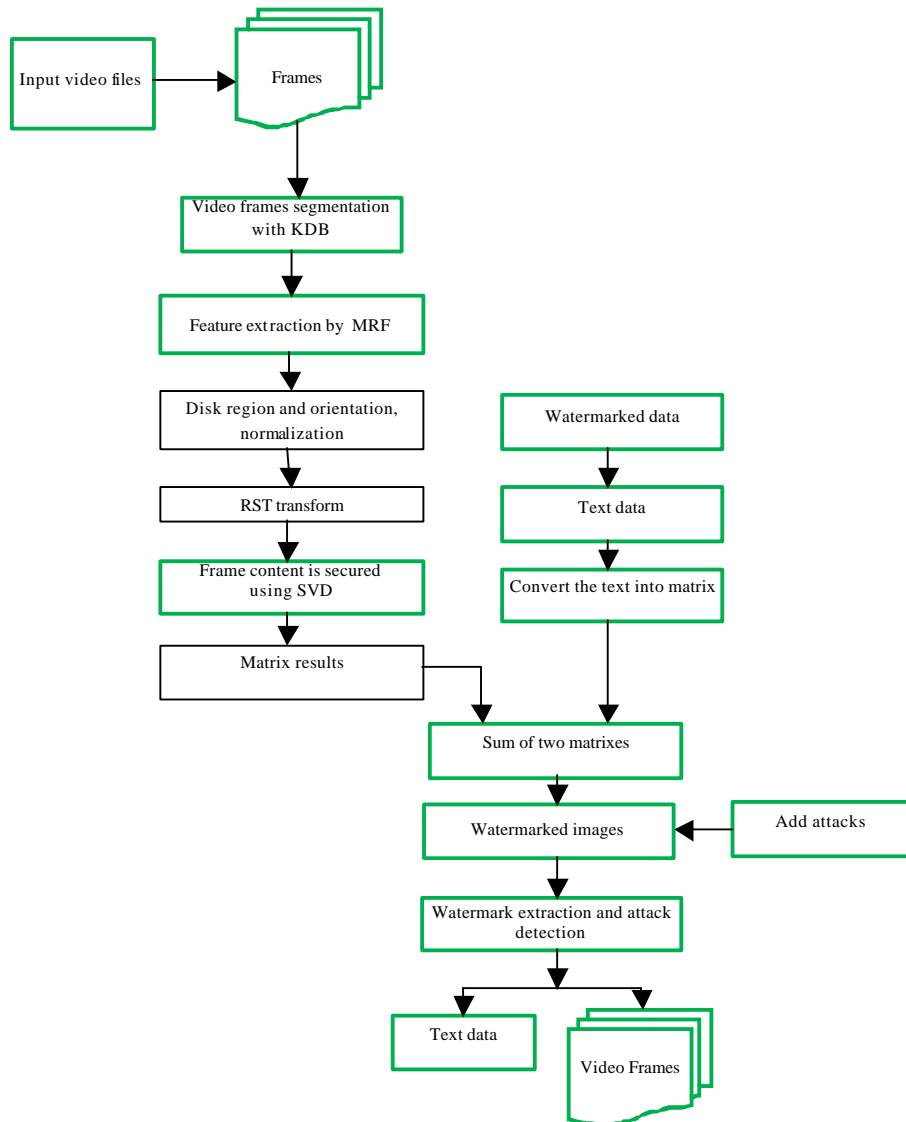 Input video files
Frames
Video frames segmentation
with KDB
Feature extraction by MRF
Disk region and orientation,
normalization
RST transform
Frame content is secured
using SVD
Matrix results
Watermarked data
Text data
Convert the text into matrix
Sum of two matrixes
Watermarked images
Add attacks
Watermark extraction and attack
detection
Text data
Video Frames